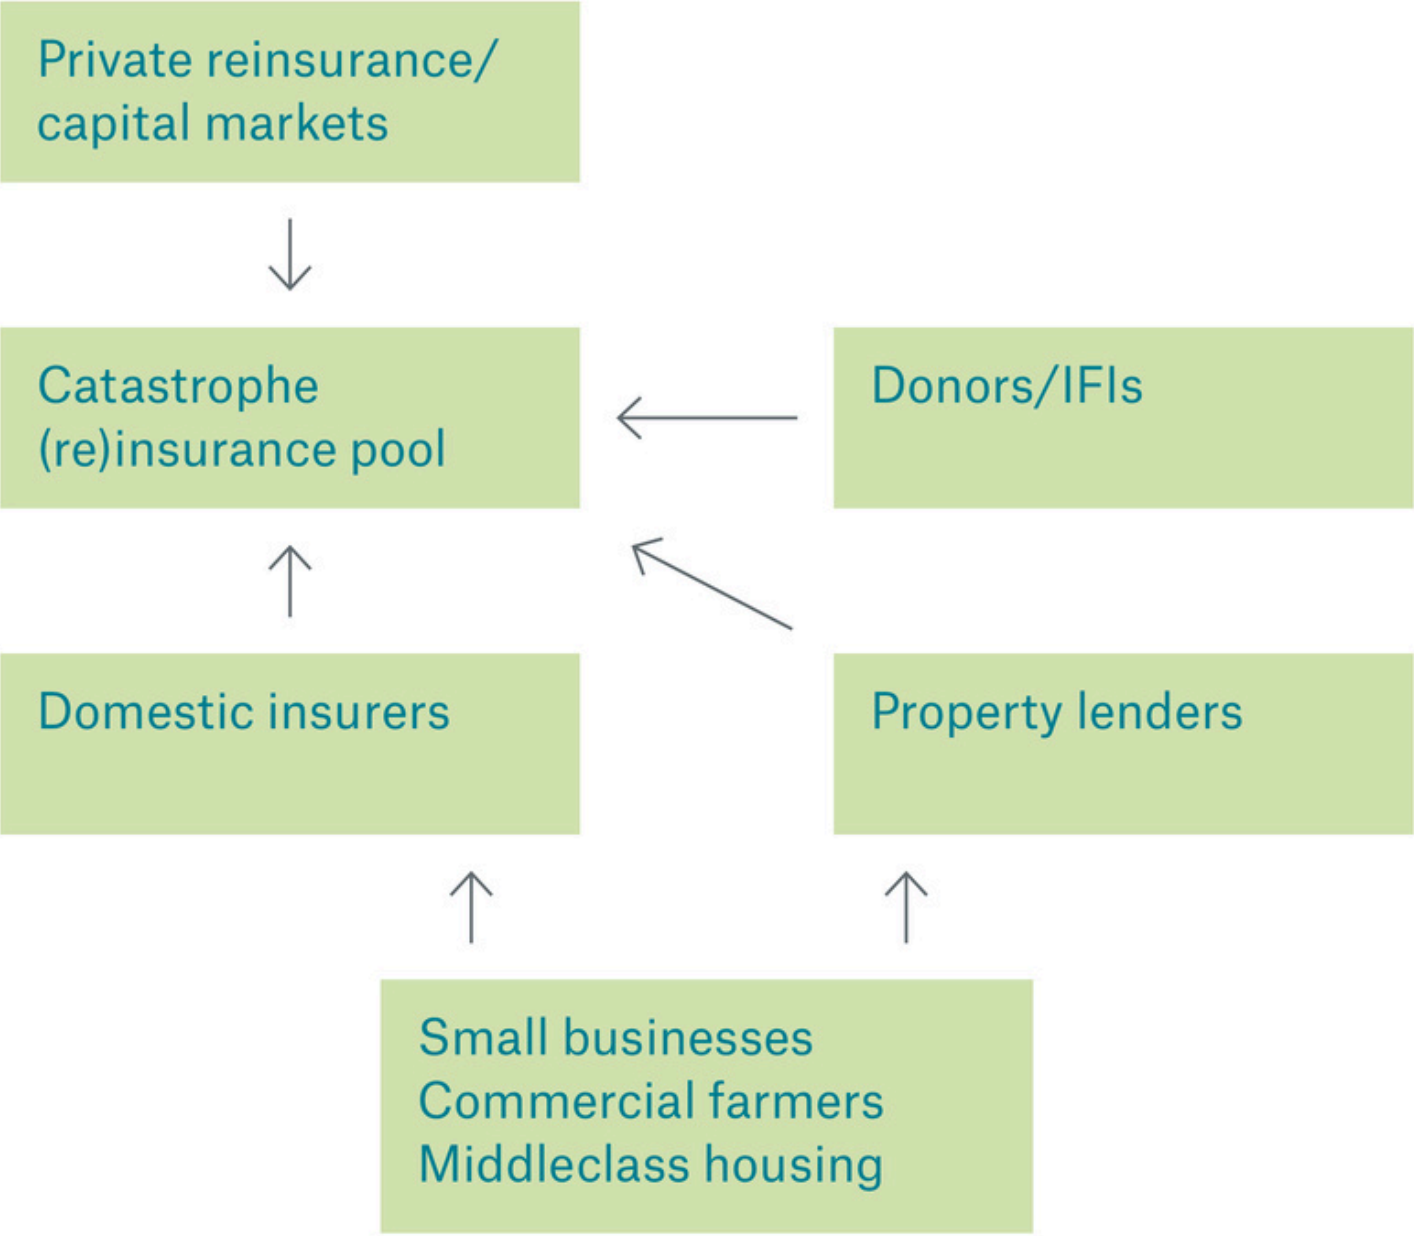 Private reinsurance/
capital markets
Catastrophe
(re)insurance pool
Donors/IFIs
Domestic insurers
Property lenders
Small businesses
Commercial farmers
Middleclass housing